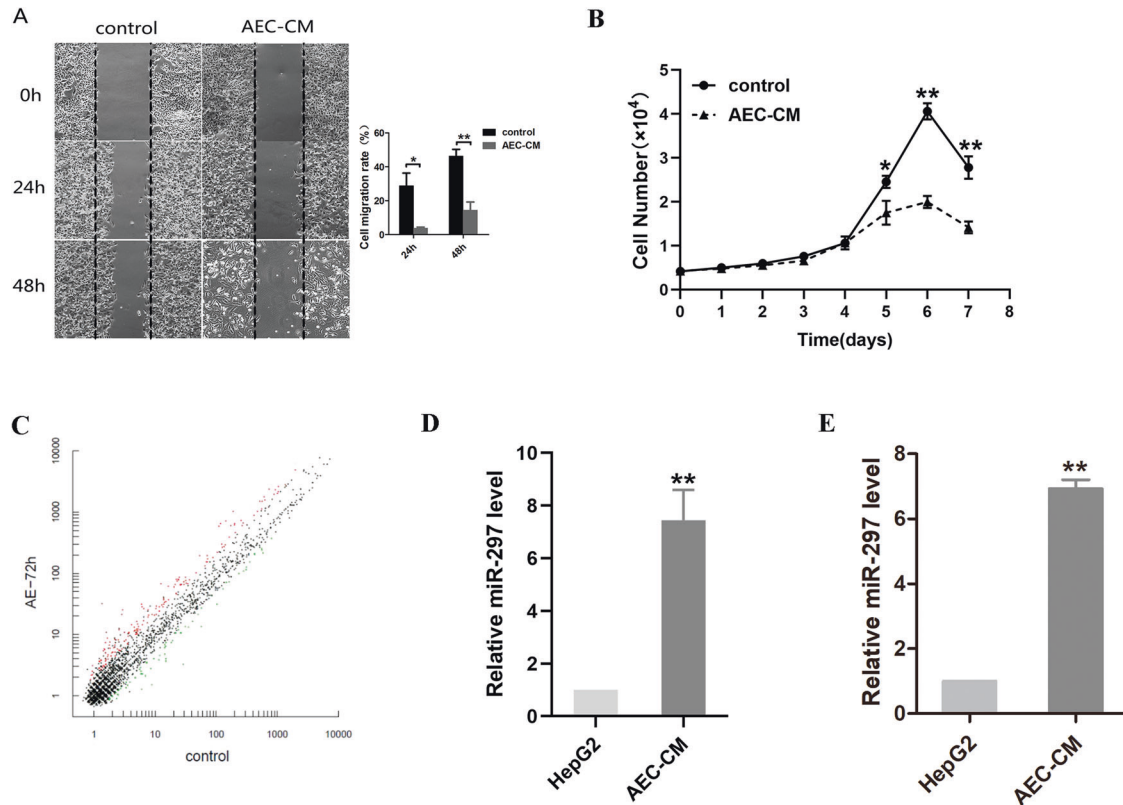 A
control AEC-CM
0h
24h
48h
Cell migration rate (%)
60
40
20
0
control
AEC-CM
* **
24h 48h
B
Cell Number(×10⁴)
5
4
3
2
1
0
control
AEC-CM
* ** **
0 1 2 3 4 5 6 7 8
Time(days)
C
AE-72h
10000
1000
100
10
1
1 10 100 1000 10000
control
D
Relative miR-297 level
10
8
6
4
2
0
**
HepG2 AEC-CM
E
Relative miR-297 level
8
6
4
2
0
**
HepG2 AEC-CM